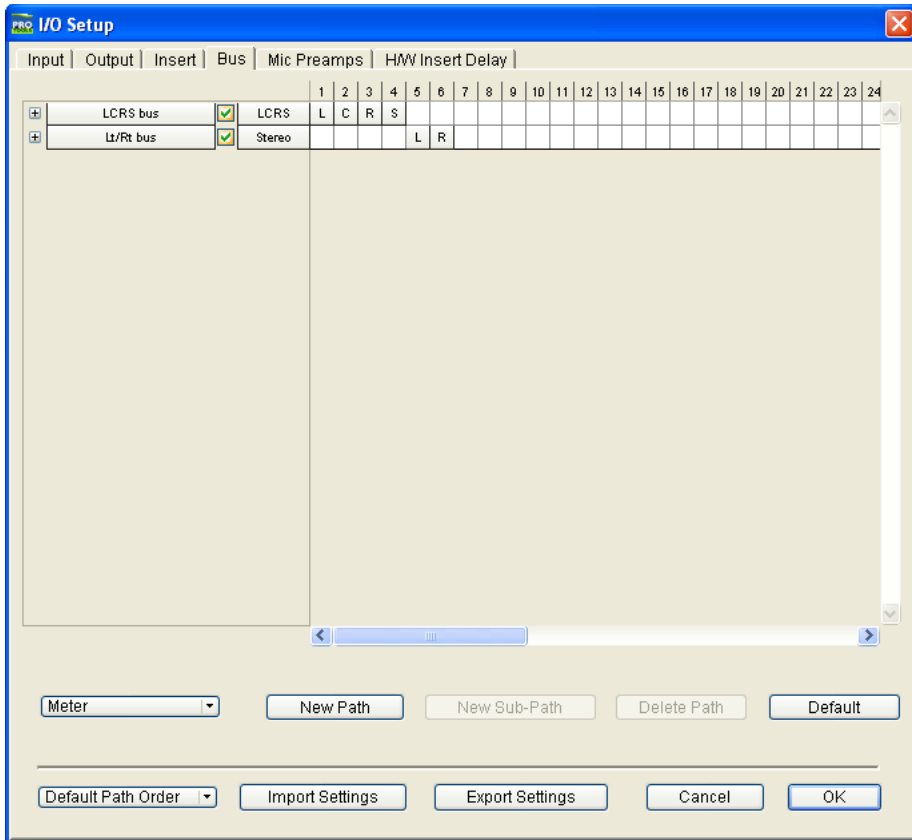 PRO I/O Setup
Input Output Insert Bus Mic Preamps H/W Insert Delay
1 2 3 4 5 6 7 8 9 10 11 12 13 14 15 16 17 18 19 20 21 22 23 24
LCRS bus LCRS L C R S
Lt/Rt bus Stereo L R
Meter New Path New Sub-Path Delete Path Default
Default Path Order Import Settings Export Settings Cancel OK